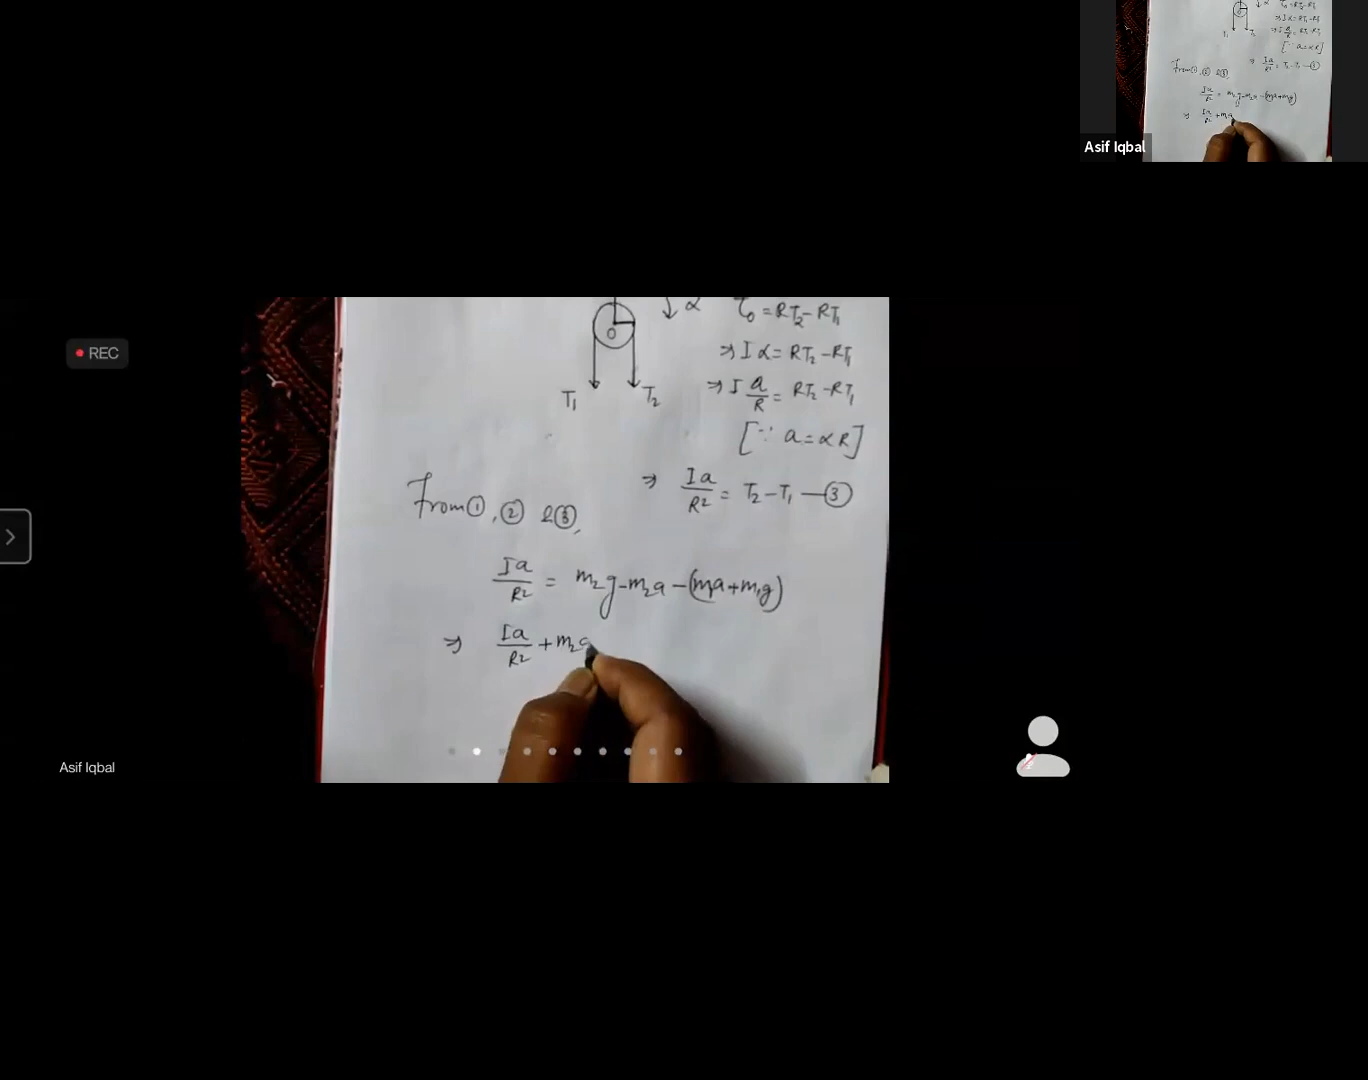 Asif Iqbal
REC
O
↓ α
T₁
T₂
τ₀ = RT₂ - RT₁
⇒ I α = RT₂ - RT₁
⇒ I a/R = RT₂ - RT₁
[∵ a = αR]
⇒ Ia/R² = T₂ - T₁ —③
From ①, ② & ③,
Ia/R² = m₂g - m₂a - (m₁a + m₁g)
⇒ Ia/R² + m₂a
Asif Iqbal